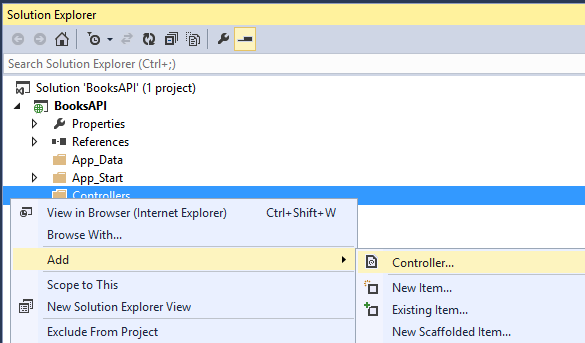 Solution Explorer
Search Solution Explorer (Ctrl+;)
Solution 'BooksAPI' (1 project)
BooksAPI
Properties
References
App_Data
App_Start
Controllers
View in Browser (Internet Explorer) Ctrl+Shift+W
Browse With...
Add
Controller...
Scope to This
New Item...
New Solution Explorer View
Existing Item...
Exclude From Project
New Scaffolded Item...